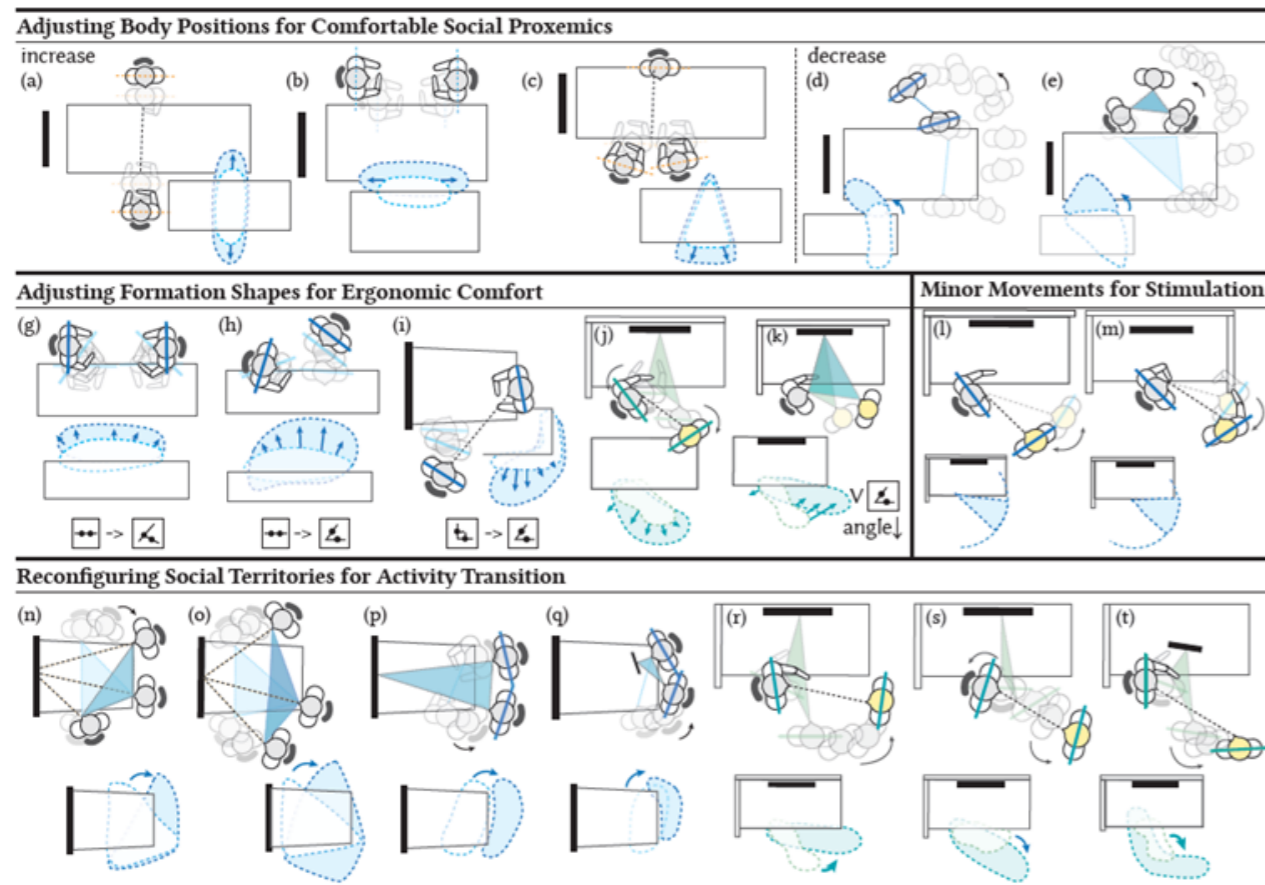 Adjusting Body Positions for Comfortable Social Proxemics
increase
decrease
(a)
(b)
(c)
(d)
(e)
Adjusting Formation Shapes for Ergonomic Comfort
Minor Movements for Stimulation
(g)
(h)
(i)
(j)
(k)
(l)
(m)
V
angle↓
->
->
->
Reconfiguring Social Territories for Activity Transition
(n)
(o)
(p)
(q)
(r)
(s)
(t)